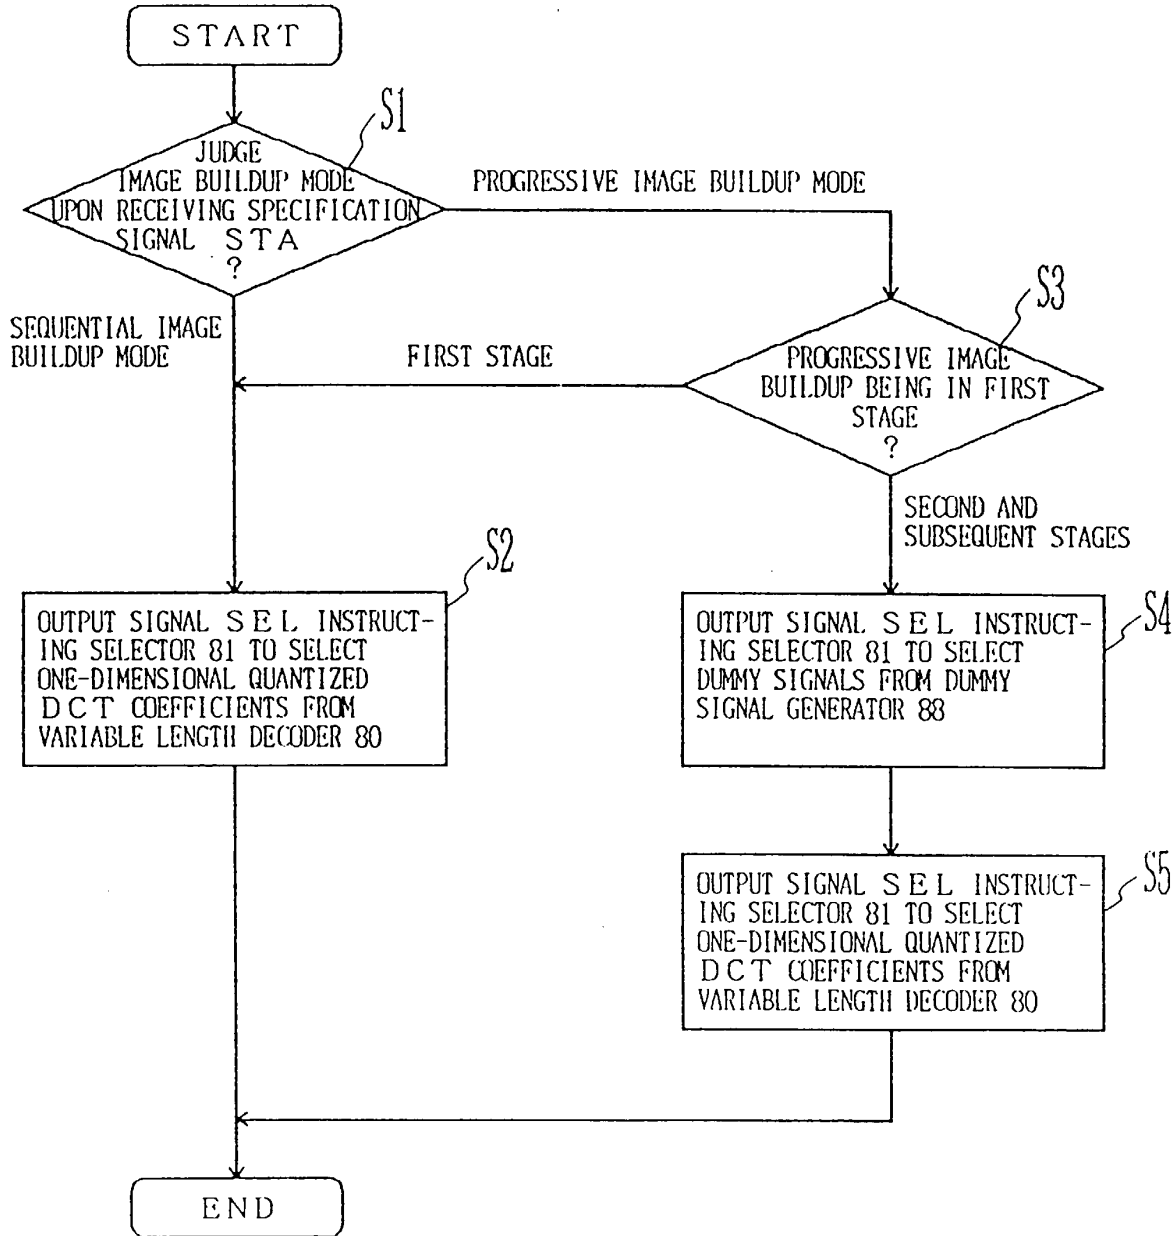 START
S1
JUDGE
IMAGE BUILDUP MODE
UPON RECEIVING SPECIFICATION
SIGNAL STA
?
PROGRESSIVE IMAGE BUILDUP MODE
SEQUENTIAL IMAGE
BUILDUP MODE
S3
PROGRESSIVE IMAGE
BUILDUP BEING IN FIRST
STAGE
?
FIRST STAGE
SECOND AND
SUBSEQUENT STAGES
S2
OUTPUT SIGNAL SEL INSTRUCT-
ING SELECTOR 81 TO SELECT
ONE-DIMENSIONAL QUANTIZED
DCT COEFFICIENTS FROM
VARIABLE LENGTH DECODER 80
S4
OUTPUT SIGNAL SEL INSTRUCT-
ING SELECTOR 81 TO SELECT
DUMMY SIGNALS FROM DUMMY
SIGNAL GENERATOR 88
S5
OUTPUT SIGNAL SEL INSTRUCT-
ING SELECTOR 81 TO SELECT
ONE-DIMENSIONAL QUANTIZED
DCT COEFFICIENTS FROM
VARIABLE LENGTH DECODER 80
END